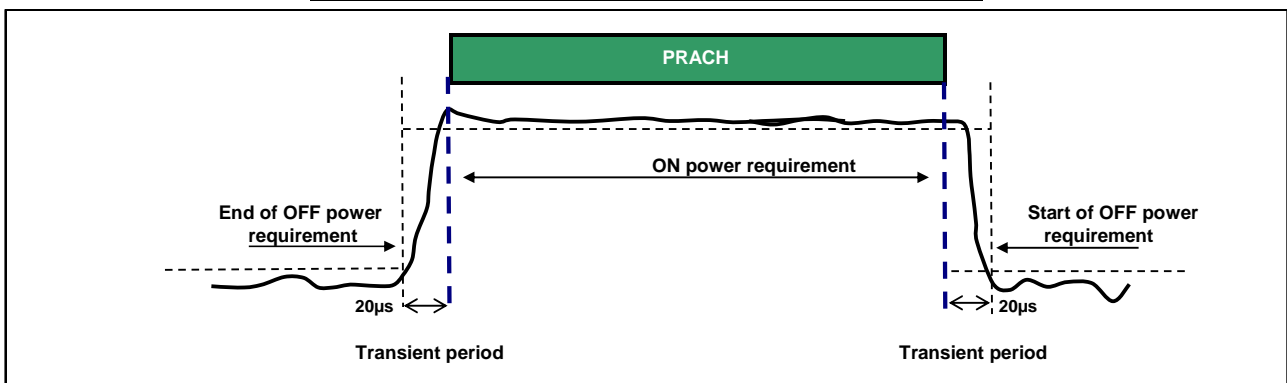 PRACH
ON power requirement
End of OFF power
requirement
Start of OFF power
requirement
20µs
20µs
Transient period
Transient period